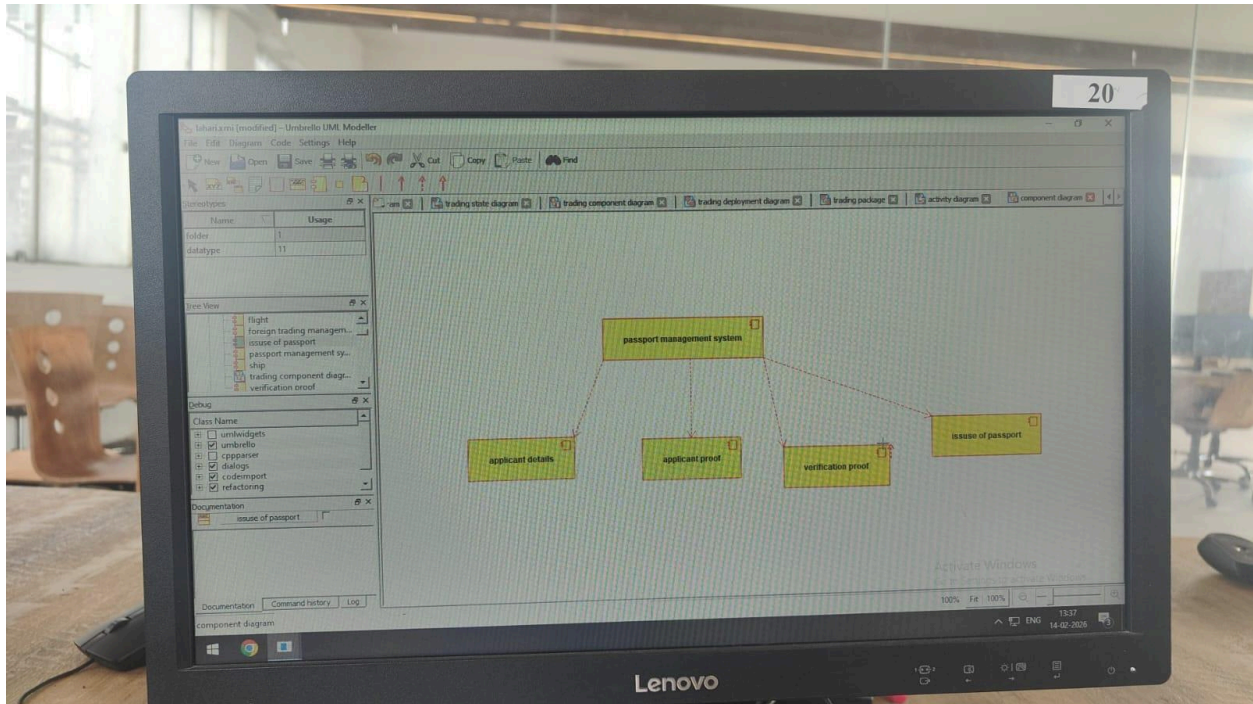 20
lahari.xmi [modified] – Umbrello UML Modeller
File Edit Diagram Code Settings Help
New Open Save Cut Copy Paste Find
Stereotypes
trading state diagram trading component diagram trading deployment diagram trading package activity diagram component diagram
Name Usage
folder 1
datatype 11
Tree View
flight
foreign trading managem...
issuse of passport
passport management sy...
ship
trading component diagr...
verification proof
Debug
Class Name
umlwidgets
umbrello
cppparser
dialogs
codeimport
refactoring
Documentation
issuse of passport
Documentation Command history Log
component diagram
passport management system
applicant details
applicant proof
verification proof
issuse of passport
Activate Windows
100% Fit 100%
ENG
13:37
14-02-2026
Lenovo